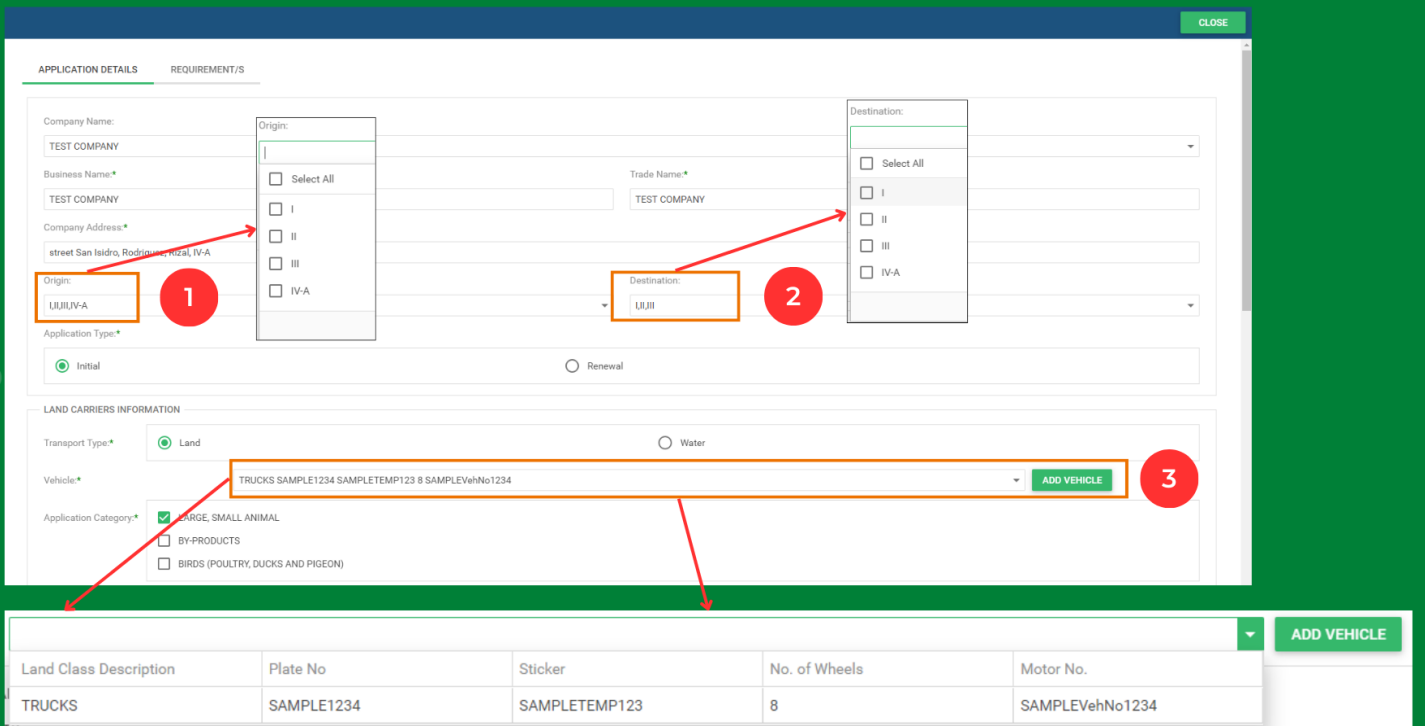 CLOSE
APPLICATION DETAILS REQUIREMENT/S
Company Name:
TEST COMPANY
Business Name:* Trade Name:*
TEST COMPANY TEST COMPANY
Company Address:*
street San Isidro, Rodriguez, Rizal, IV-A
Origin: Destination:
I,II,III,IV-A I,II,III
1
2
Origin:
Select All
I
II
III
IV-A
Destination:
Select All
I
II
III
IV-A
Application Type:*
Initial Renewal
LAND CARRIERS INFORMATION
Transport Type:* Land Water
Vehicle:* TRUCKS SAMPLE1234 SAMPLETEMP123 8 SAMPLEVehNo1234 ADD VEHICLE
3
Application Category:* LARGE, SMALL ANIMAL
BY-PRODUCTS
BIRDS (POULTRY, DUCKS AND PIGEON)
ADD VEHICLE
Land Class Description Plate No Sticker No. of Wheels Motor No.
TRUCKS SAMPLE1234 SAMPLETEMP123 8 SAMPLEVehNo1234